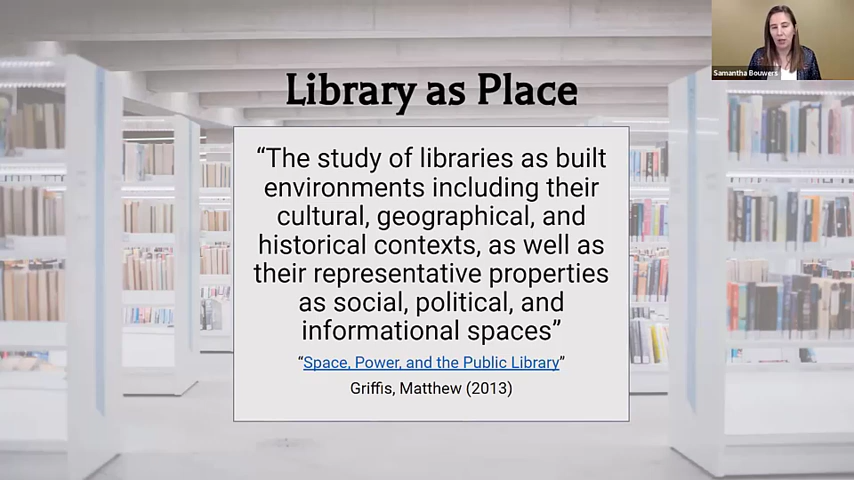 Samantha Bouwers
Library as Place
“The study of libraries as built
environments including their
cultural, geographical, and
historical contexts, as well as
their representative properties
as social, political, and
informational spaces”
“Space, Power, and the Public Library”
Griffis, Matthew (2013)